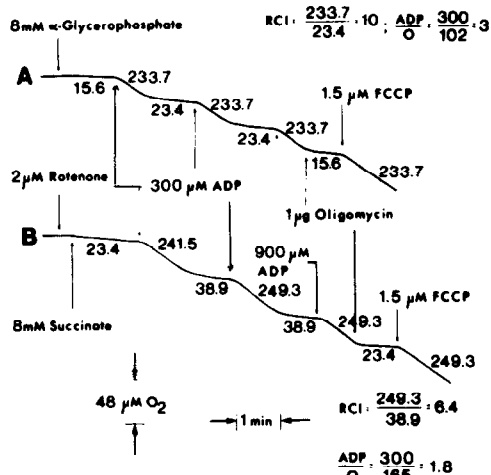 8mM α-Glycerophosphate
RCI: 233.7/23.4 = 10 ; ADP/O = 300/102 = 3
A
15.6
233.7
23.4
233.7
23.4
233.7
15.6
1.5 μM FCCP
233.7
2μM Rotenone
300 μM ADP
1μg Oligomycin
B
23.4
241.5
38.9
249.3
900 μM
ADP
38.9
249.3
23.4
1.5 μM FCCP
249.3
8mM Succinate
48 μM O₂
1 min
RCI: 249.3/38.9 = 6.4
ADP/O = 300/165 = 1.8